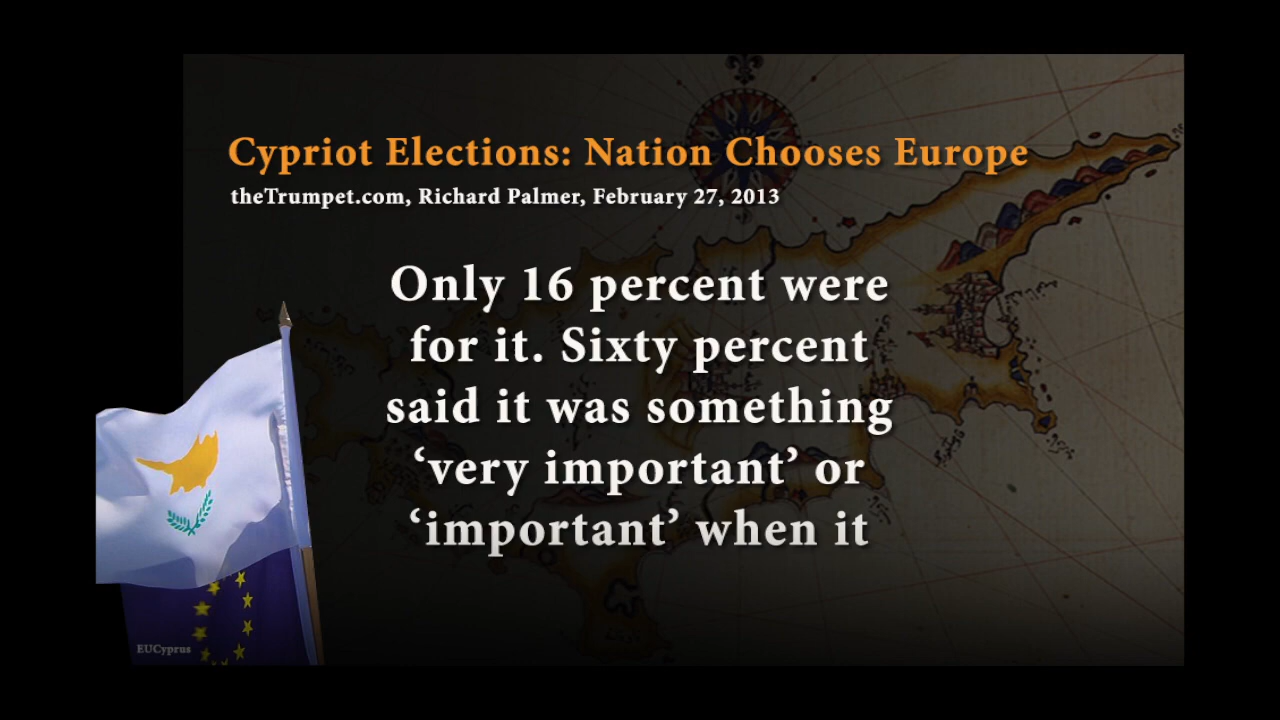 Cypriot Elections: Nation Chooses Europe
theTrumpet.com, Richard Palmer, February 27, 2013
Only 16 percent were
for it. Sixty percent
said it was something
‘very important’ or
‘important’ when it
EUCyprus